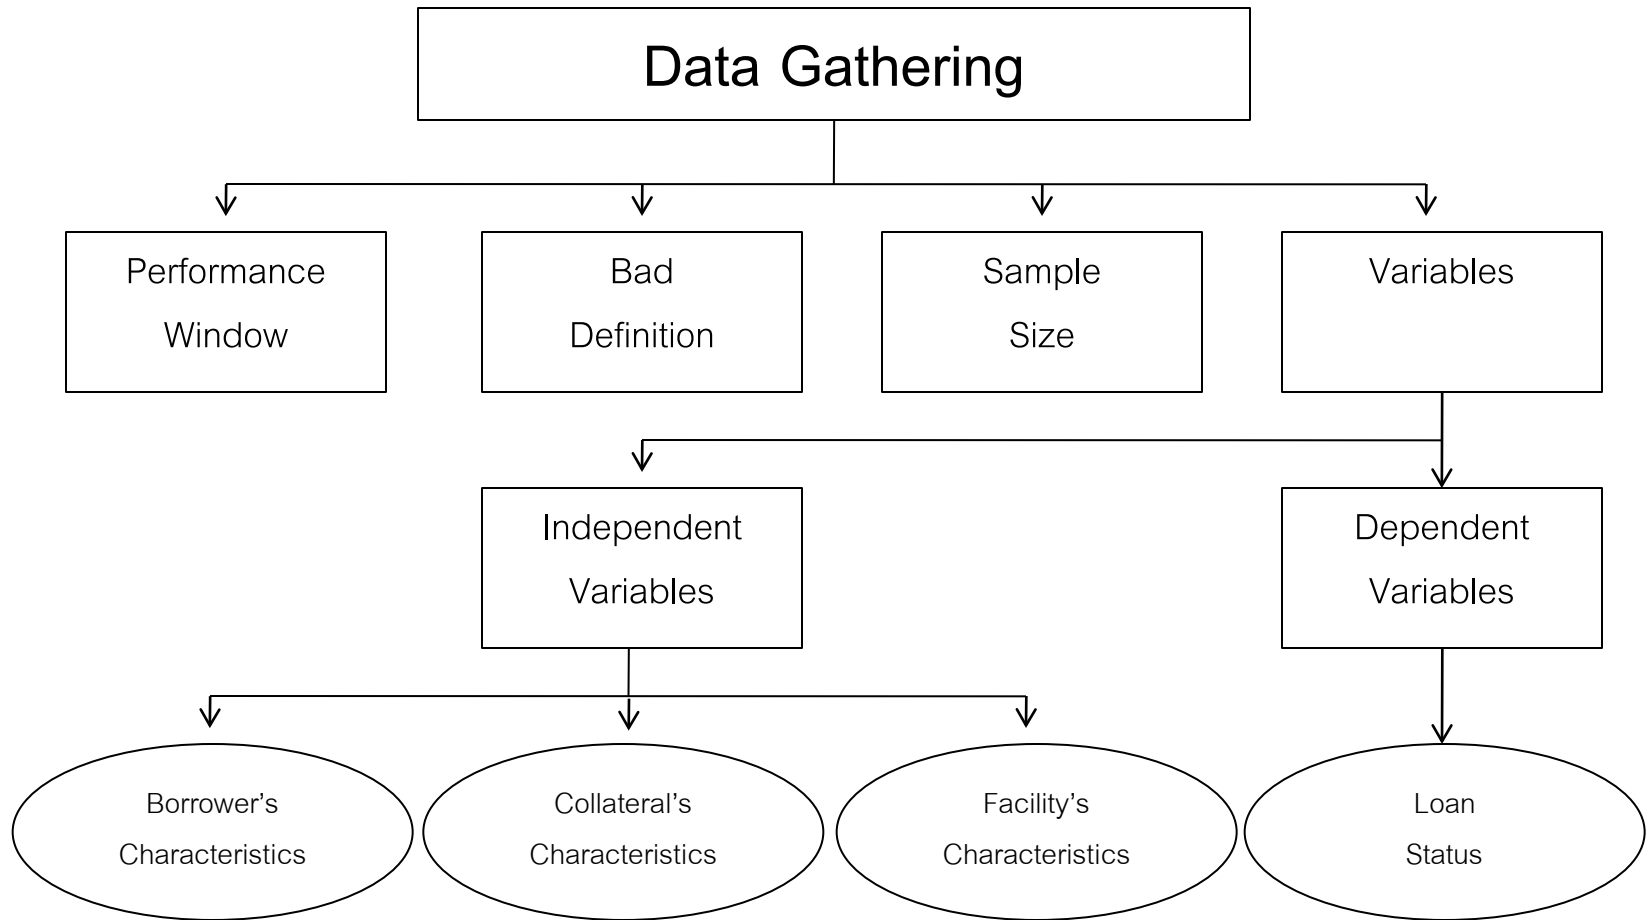 Data Gathering
Performance
Window
Bad
Definition
Sample
Size
Variables
Independent
Variables
Dependent
Variables
Borrower's
Characteristics
Collateral's
Characteristics
Facility's
Characteristics
Loan
Status